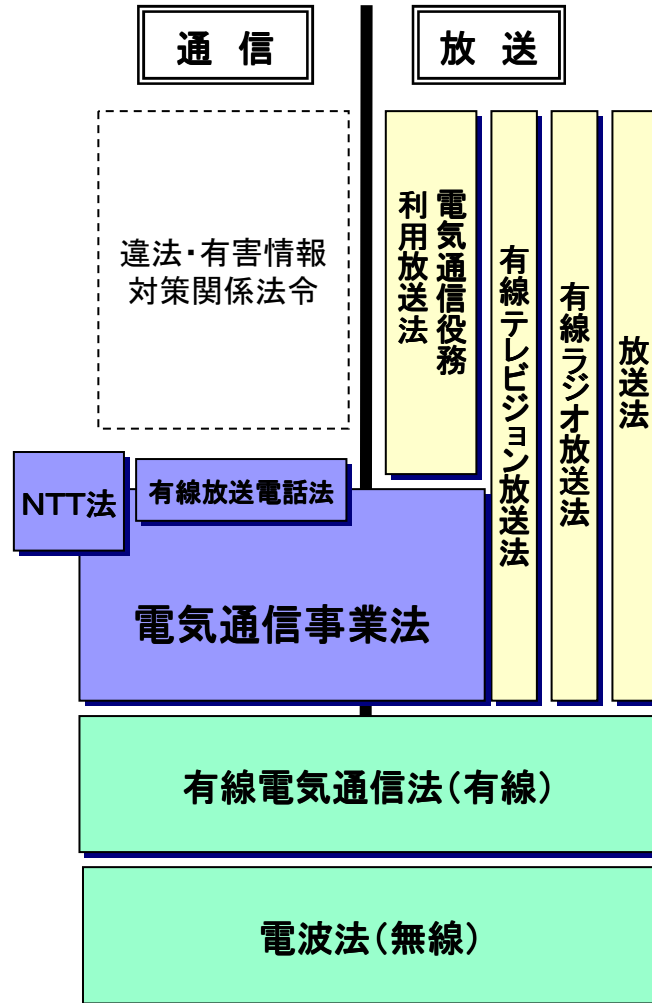 通 信
放 送
違法・有害情報
対策関係法令
電気通信役務
利用放送法
有線テレビジョン放送法
有線ラジオ放送法
放送法
NTT法
有線放送電話法
電気通信事業法
有線電気通信法（有線）
電波法（無線）